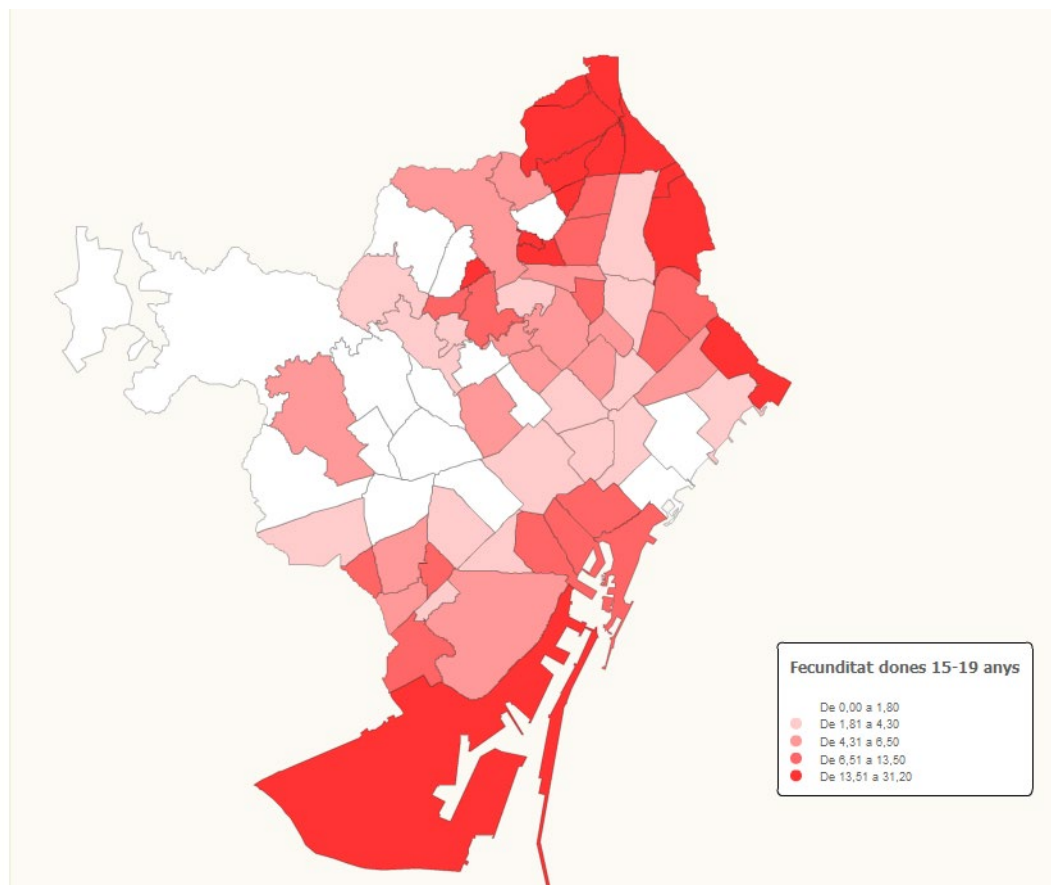 Fecunditat dones 15-19 anys
De 0,00 a 1,80
De 1,81 a 4,30
De 4,31 a 6,50
De 6,51 a 13,50
De 13,51 a 31,20